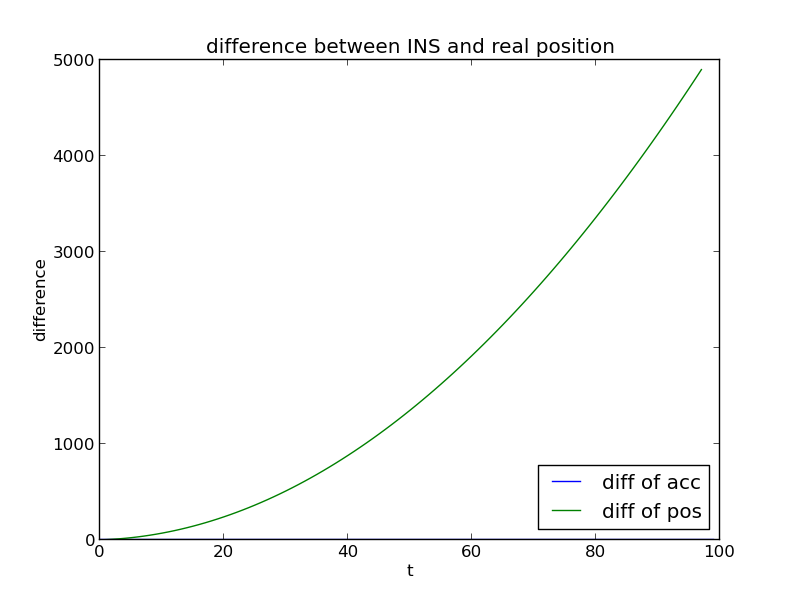 difference between INS and real position
5000
4000
3000
2000
1000
0
difference
0 20 40 60 80 100
t
diff of acc
diff of pos